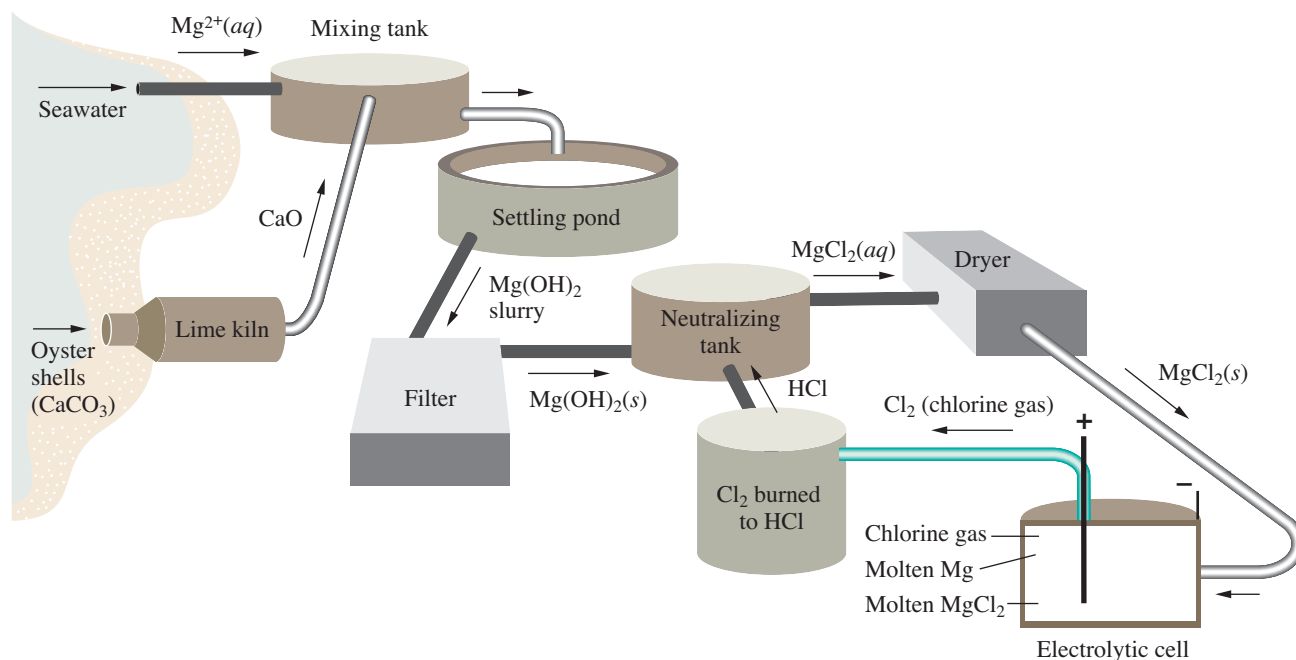 Mg²⁺(aq)
Mixing tank
Seawater
CaO
Settling pond
Mg(OH)₂
slurry
MgCl₂(aq)
Dryer
Lime kiln
Oyster
shells
(CaCO₃)
Neutralizing
tank
Filter
Mg(OH)₂(s)
HCl
MgCl₂(s)
Cl₂ (chlorine gas)
+
−
Cl₂ burned
to HCl
Chlorine gas
Molten Mg
Molten MgCl₂
Electrolytic cell